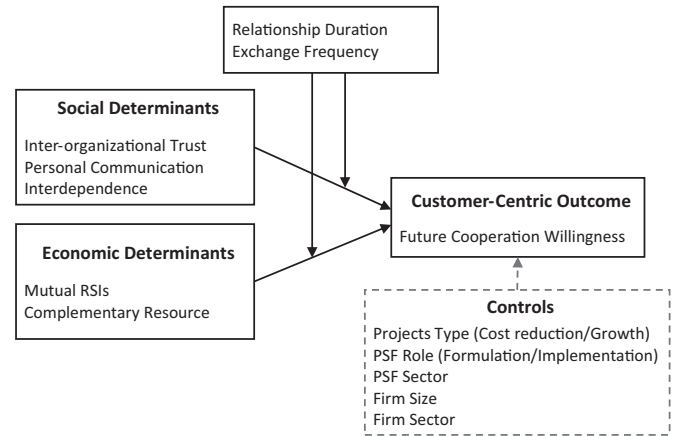 Relationship Duration
Exchange Frequency
Social Determinants
Inter-organizational Trust
Personal Communication
Interdependence
Economic Determinants
Mutual RSIs
Complementary Resource
Customer-Centric Outcome
Future Cooperation Willingness
Controls
Projects Type (Cost reduction/Growth)
PSF Role (Formulation/Implementation)
PSF Sector
Firm Size
Firm Sector